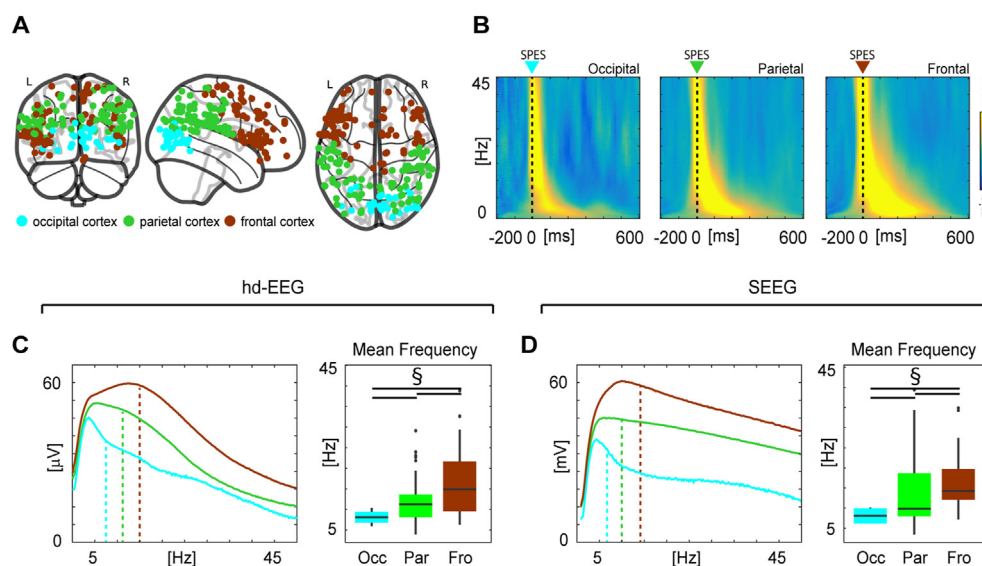 A
L R
L R
occipital cortex parietal cortex frontal cortex
B
SPES Occipital
SPES Parietal
SPES Frontal
45
[Hz]
0
-200 0 [ms] 600
-200 0 [ms] 600
-200 0 [ms] 600
hd-EEG
SEEG
C
60
[µV]
0
5 [Hz] 45
Mean Frequency
45
§
[Hz]
5
Occ Par Fro
D
60
[mV]
0
5 [Hz] 45
Mean Frequency
45
§
[Hz]
5
Occ Par Fro